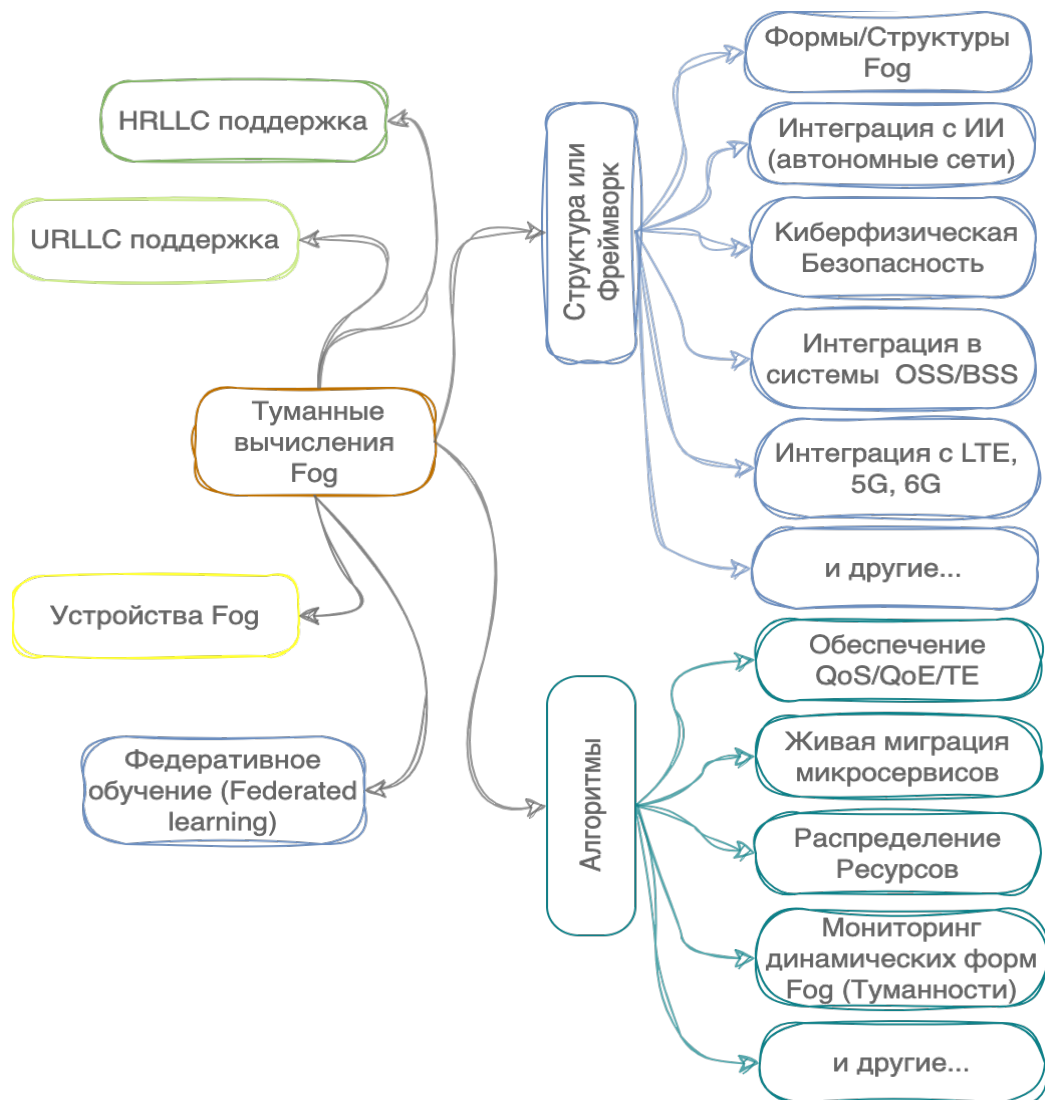 HRLLC поддержка
URLLC поддержка
Туманные
вычисления
Fog
Устройства Fog
Федеративное
обучение (Federated
learning)
Структура или
Фреймворк
Формы/Структуры
Fog
Интеграция с ИИ
(автономные сети)
Киберфизическая
Безопасность
Интеграция в
системы OSS/BSS
Интеграция с LTE,
5G, 6G
и другие...
Алгоритмы
Обеспечение
QoS/QoE/TE
Живая миграция
микросервисов
Распределение
Ресурсов
Мониторинг
динамических форм
Fog (Туманности)
и другие...